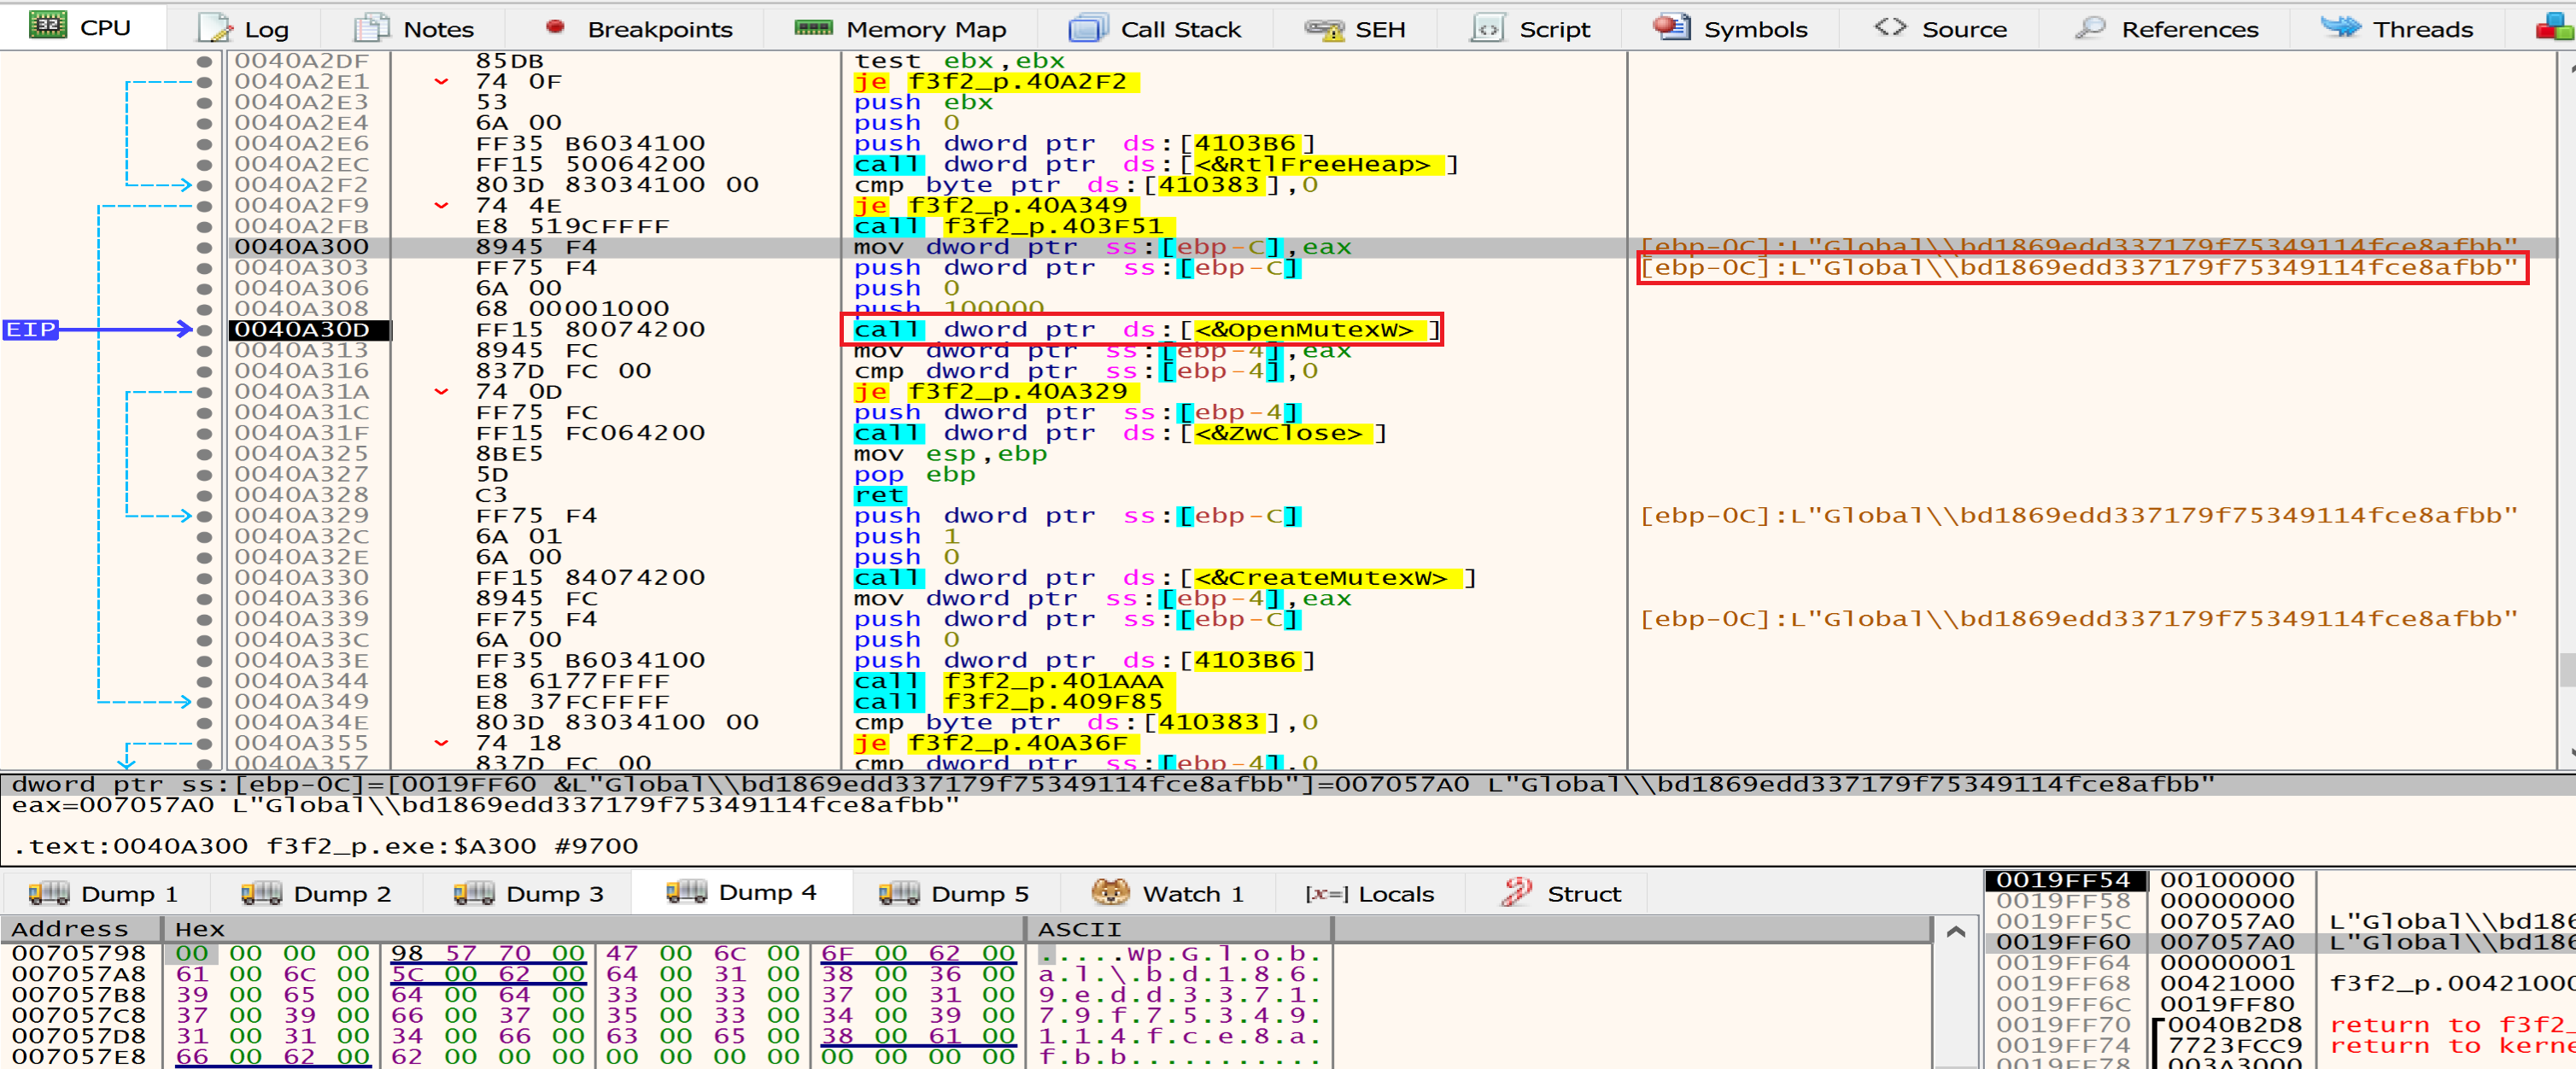 CPU Log Notes Breakpoints Memory Map Call Stack SEH Script Symbols Source References Threads
0040A2DF 85DB test ebx,ebx
0040A2E1 74 0F je f3f2_p.40A2F2
0040A2E3 53 push ebx
0040A2E4 6A 00 push 0
0040A2E6 FF35 B6034100 push dword ptr ds:[4103B6]
0040A2EC FF15 50064200 call dword ptr ds:[<&RtlFreeHeap>]
0040A2F2 803D 83034100 00 cmp byte ptr ds:[410383],0
0040A2F9 74 4E je f3f2_p.40A349
0040A2FB E8 519CFFFF call f3f2_p.403F51
0040A300 8945 F4 mov dword ptr ss:[ebp-C],eax [ebp-0C]:L"Global\\bd1869edd337179f75349114fce8afbb"
0040A303 FF75 F4 push dword ptr ss:[ebp-C] [ebp-0C]:L"Global\\bd1869edd337179f75349114fce8afbb"
0040A306 6A 00 push 0
0040A308 68 00001000 push 100000
EIP 0040A30D FF15 80074200 call dword ptr ds:[<&OpenMutexW>]
0040A313 8945 FC mov dword ptr ss:[ebp-4],eax
0040A316 837D FC 00 cmp dword ptr ss:[ebp-4],0
0040A31A 74 0D je f3f2_p.40A329
0040A31C FF75 FC push dword ptr ss:[ebp-4]
0040A31F FF15 FC064200 call dword ptr ds:[<&ZwClose>]
0040A325 8BE5 mov esp,ebp
0040A327 5D pop ebp
0040A328 C3 ret
0040A329 FF75 F4 push dword ptr ss:[ebp-C] [ebp-0C]:L"Global\\bd1869edd337179f75349114fce8afbb"
0040A32C 6A 01 push 1
0040A32E 6A 00 push 0
0040A330 FF15 84074200 call dword ptr ds:[<&CreateMutexW>]
0040A336 8945 FC mov dword ptr ss:[ebp-4],eax
0040A339 FF75 F4 push dword ptr ss:[ebp-C] [ebp-0C]:L"Global\\bd1869edd337179f75349114fce8afbb"
0040A33C 6A 00 push 0
0040A33E FF35 B6034100 push dword ptr ds:[4103B6]
0040A344 E8 6177FFFF call f3f2_p.401AAA
0040A349 E8 37FCFFFF call f3f2_p.409F85
0040A34E 803D 83034100 00 cmp byte ptr ds:[410383],0
0040A355 74 18 je f3f2_p.40A36F
0040A357 837D FC 00 cmp dword ptr ss:[ebp-4],0
dword ptr ss:[ebp-0C]=[0019FF60 &L"Global\\bd1869edd337179f75349114fce8afbb"]=007057A0 L"Global\\bd1869edd337179f75349114fce8afbb"
eax=007057A0 L"Global\\bd1869edd337179f75349114fce8afbb"
.text:0040A300 f3f2_p.exe:$A300 #9700
Dump 1 Dump 2 Dump 3 Dump 4 Dump 5 Watch 1 [x=] Locals Struct
Address Hex ASCII
00705798 00 00 00 00 98 57 70 00 47 00 6C 00 6F 00 62 00 .....Wp.G.l.o.b.
007057A8 61 00 6C 00 5C 00 62 00 64 00 31 00 38 00 36 00 a.l.\.b.d.1.8.6.
007057B8 39 00 65 00 64 00 64 00 33 00 33 00 37 00 31 00 9.e.d.d.3.3.7.1.
007057C8 37 00 39 00 66 00 37 00 35 00 33 00 34 00 39 00 7.9.f.7.5.3.4.9.
007057D8 31 00 31 00 34 00 66 00 63 00 65 00 38 00 61 00 1.1.4.f.c.e.8.a.
007057E8 66 00 62 00 62 00 00 00 00 00 00 00 00 00 00 00 f.b.b...........
0019FF54 00100000
0019FF58 00000000
0019FF5C 007057A0 L"Global\\bd186
0019FF60 007057A0 L"Global\\bd186
0019FF64 00000001
0019FF68 00421000 f3f2_p.00421000
0019FF6C 0019FF80
0019FF70 0040B2D8 return to f3f2_
0019FF74 7723FCC9 return to kerne
0019FF78 003A3000